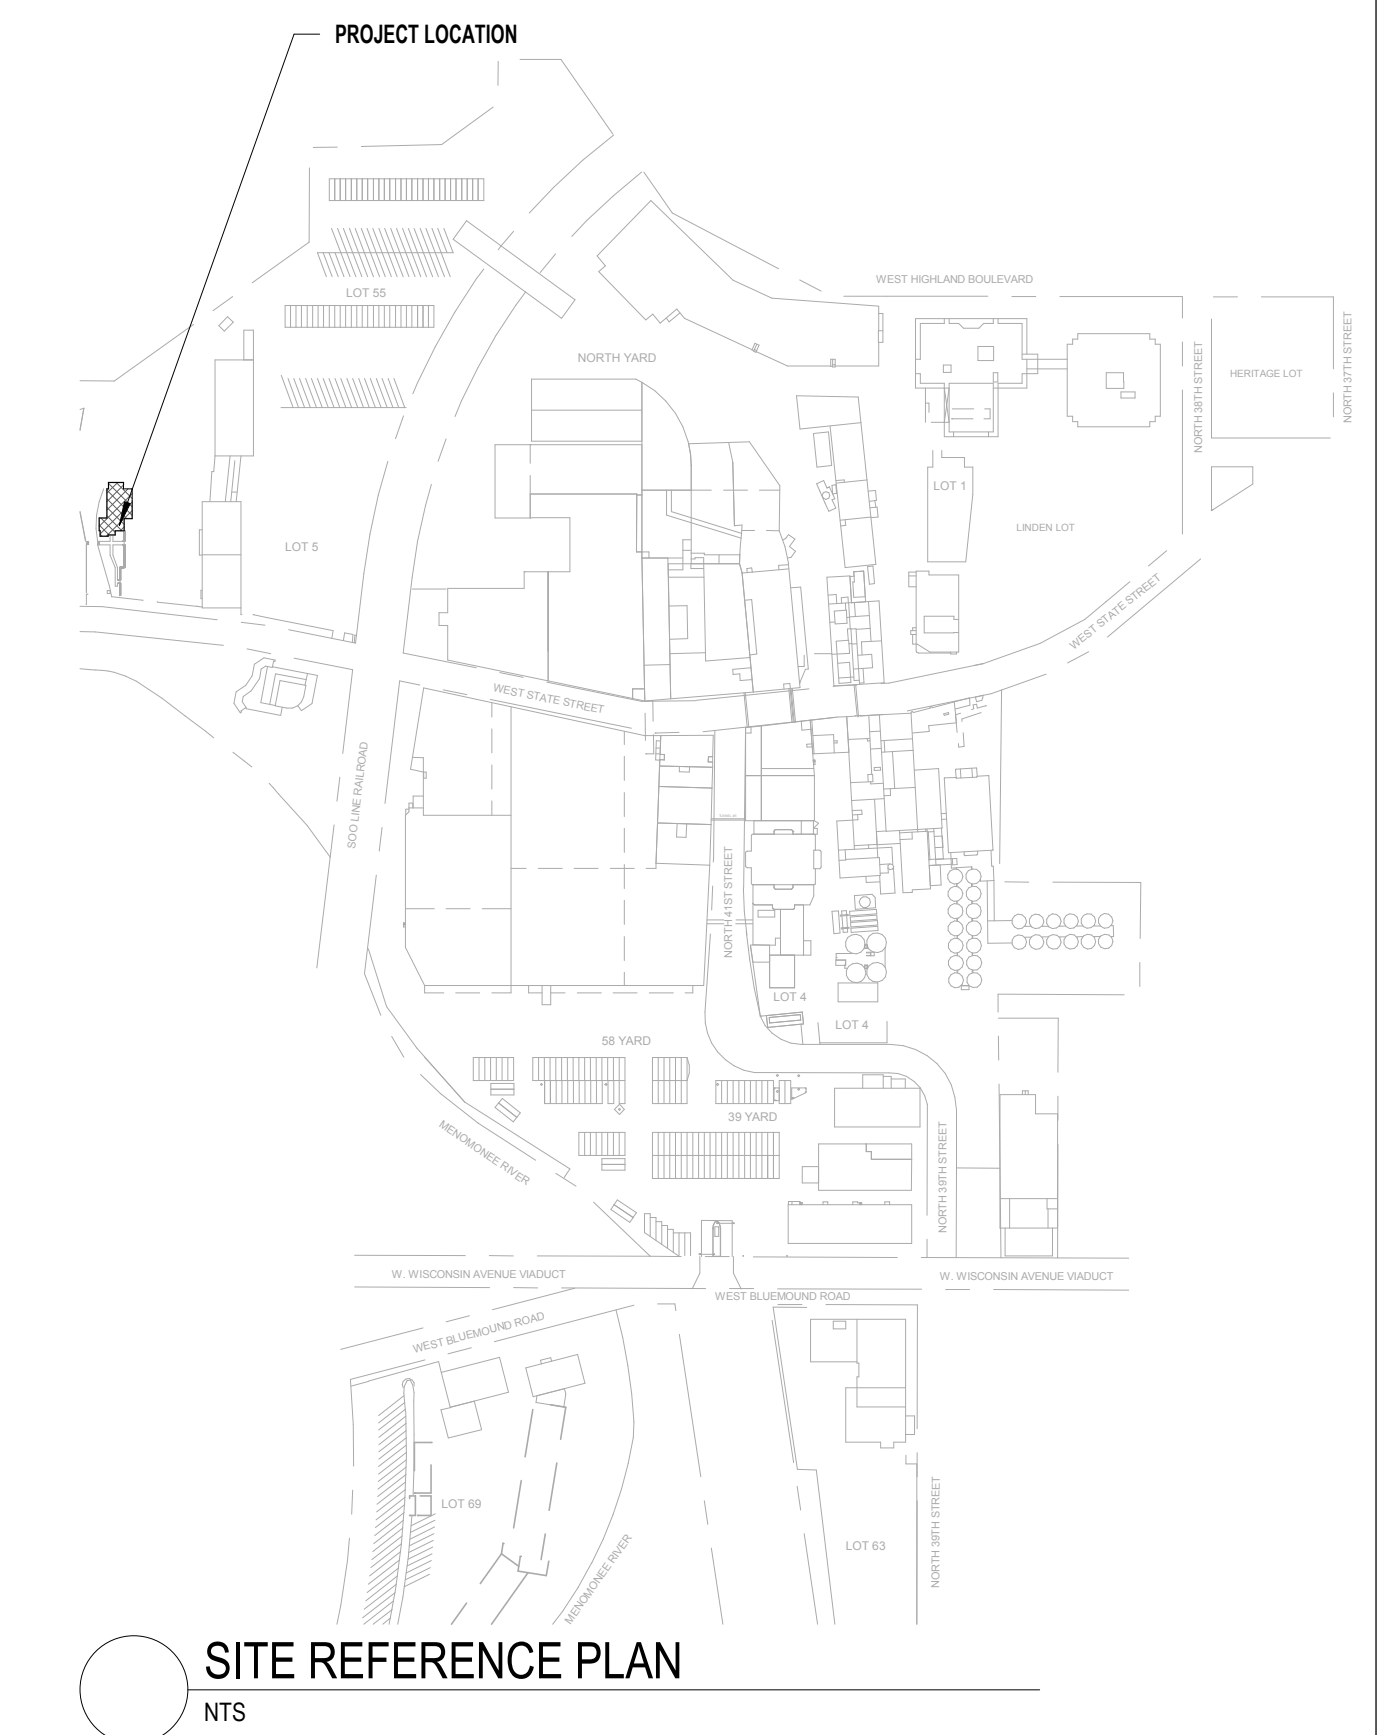 PROJECT LOCATION
WEST HIGHLAND BOULEVARD
LOT 55
NORTH YARD
NORTH 38TH STREET
HERITAGE LOT
NORTH 37TH STREET
LOT 1
LINDEN LOT
LOT 5
WEST STATE STREET
WEST STATE STREET
SOO LINE RAILROAD
NORTH 41ST STREET
LOT 4
LOT 4
58 YARD
39 YARD
MENOMONEE RIVER
NORTH 39TH STREET
W. WISCONSIN AVENUE VIADUCT
W. WISCONSIN AVENUE VIADUCT
WEST BLUEMOUND ROAD
WEST BLUEMOUND ROAD
LOT 69
LOT 63
NORTH 39TH STREET
MENOMONEE RIVER
SITE REFERENCE PLAN
NTS